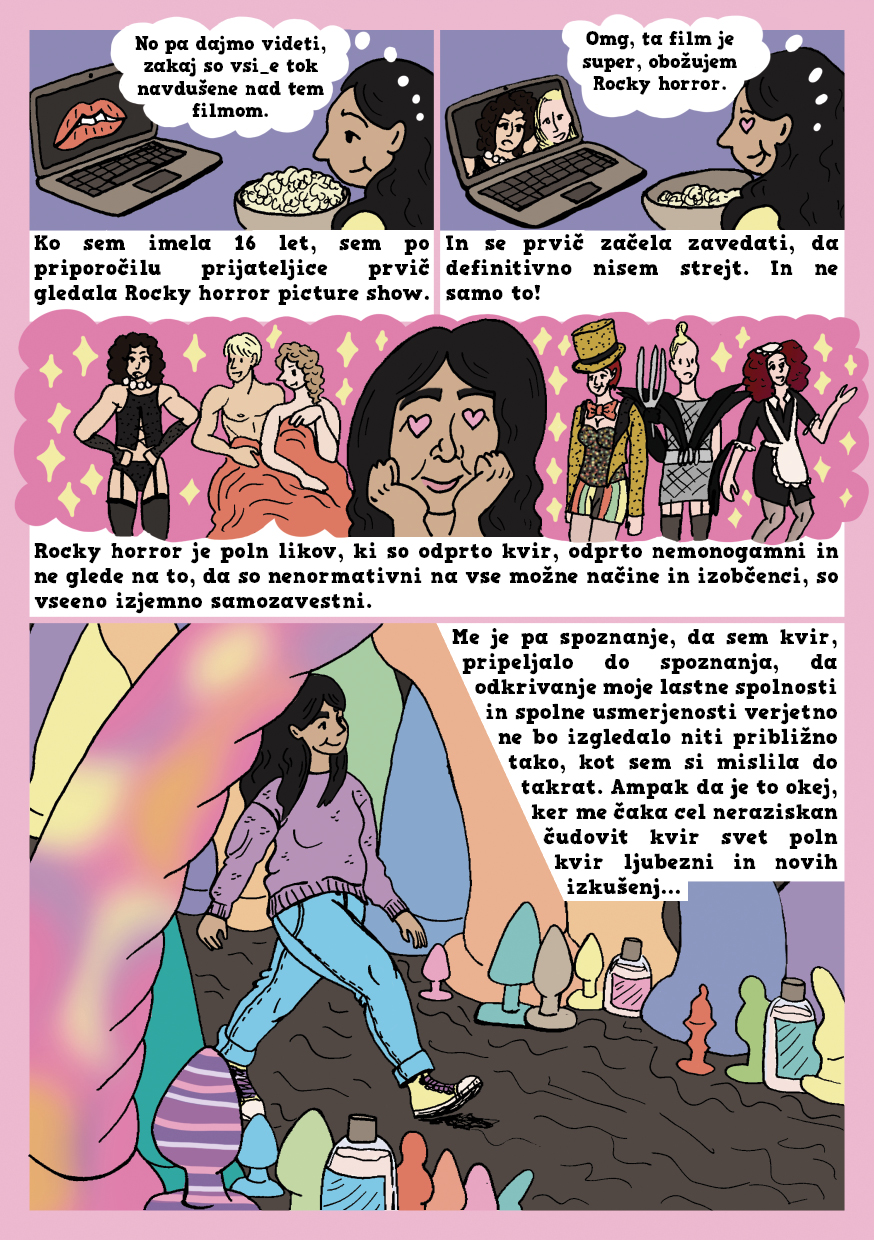 No pa dajmo videti,
zakaj so vsi_e tok
navdušene nad tem
filmom.
Omg, ta film je
super, obožujem
Rocky horror.
Ko sem imela 16 let, sem po
priporočilu prijateljice prvič
gledala Rocky horror picture show.
In se prvič začela zavedati, da
definitivno nisem strejt. In ne
samo to!
Rocky horror je poln likov, ki so odprto kvir, odprto nemonogamni in
ne glede na to, da so nenormativni na vse možne načine in izobčenci, so
vseeno izjemno samozavestni.
Me je pa spoznanje, da sem kvir,
pripeljalo do spoznanja, da
odkrivanje moje lastne spolnosti
in spolne usmerjenosti verjetno
ne bo izgledalo niti približno
tako, kot sem si mislila do
takrat. Ampak da je to okej,
ker me čaka cel neraziskan
čudovit kvir svet poln
kvir ljubezni in novih
izkušenj...